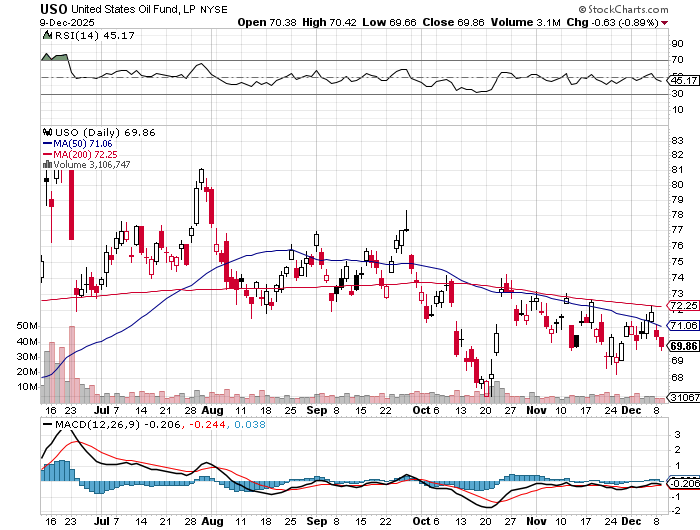 USO United States Oil Fund, LP NYSE
© StockCharts.com
9-Dec-2025
Open 70.38 High 70.42 Low 69.66 Close 69.86 Volume 3.1M Chg -0.63 (-0.89%)
RSI(14) 45.17
90
70
50
45.17
30
10
USO (Daily) 69.86
MA(50) 71.06
MA(200) 72.25
Volume 3,106,747
83
82
81
80
79
78
77
76
75
74
73
72.25
72
71.06
69.86
69
68
50M
40M
30M
20M
10M
31067
16 23 Jul 7 14 21 28 Aug 11 18 25 Sep 8 15 22 Oct 6 13 20 27 Nov 10 17 24 Dec 8
MACD(12,26,9) -0.206, -0.244, 0.038
3
2
1
-0.206
-1
-2
16 23 Jul 7 14 21 28 Aug 11 18 25 Sep 8 15 22 Oct 6 13 20 27 Nov 10 17 24 Dec 8